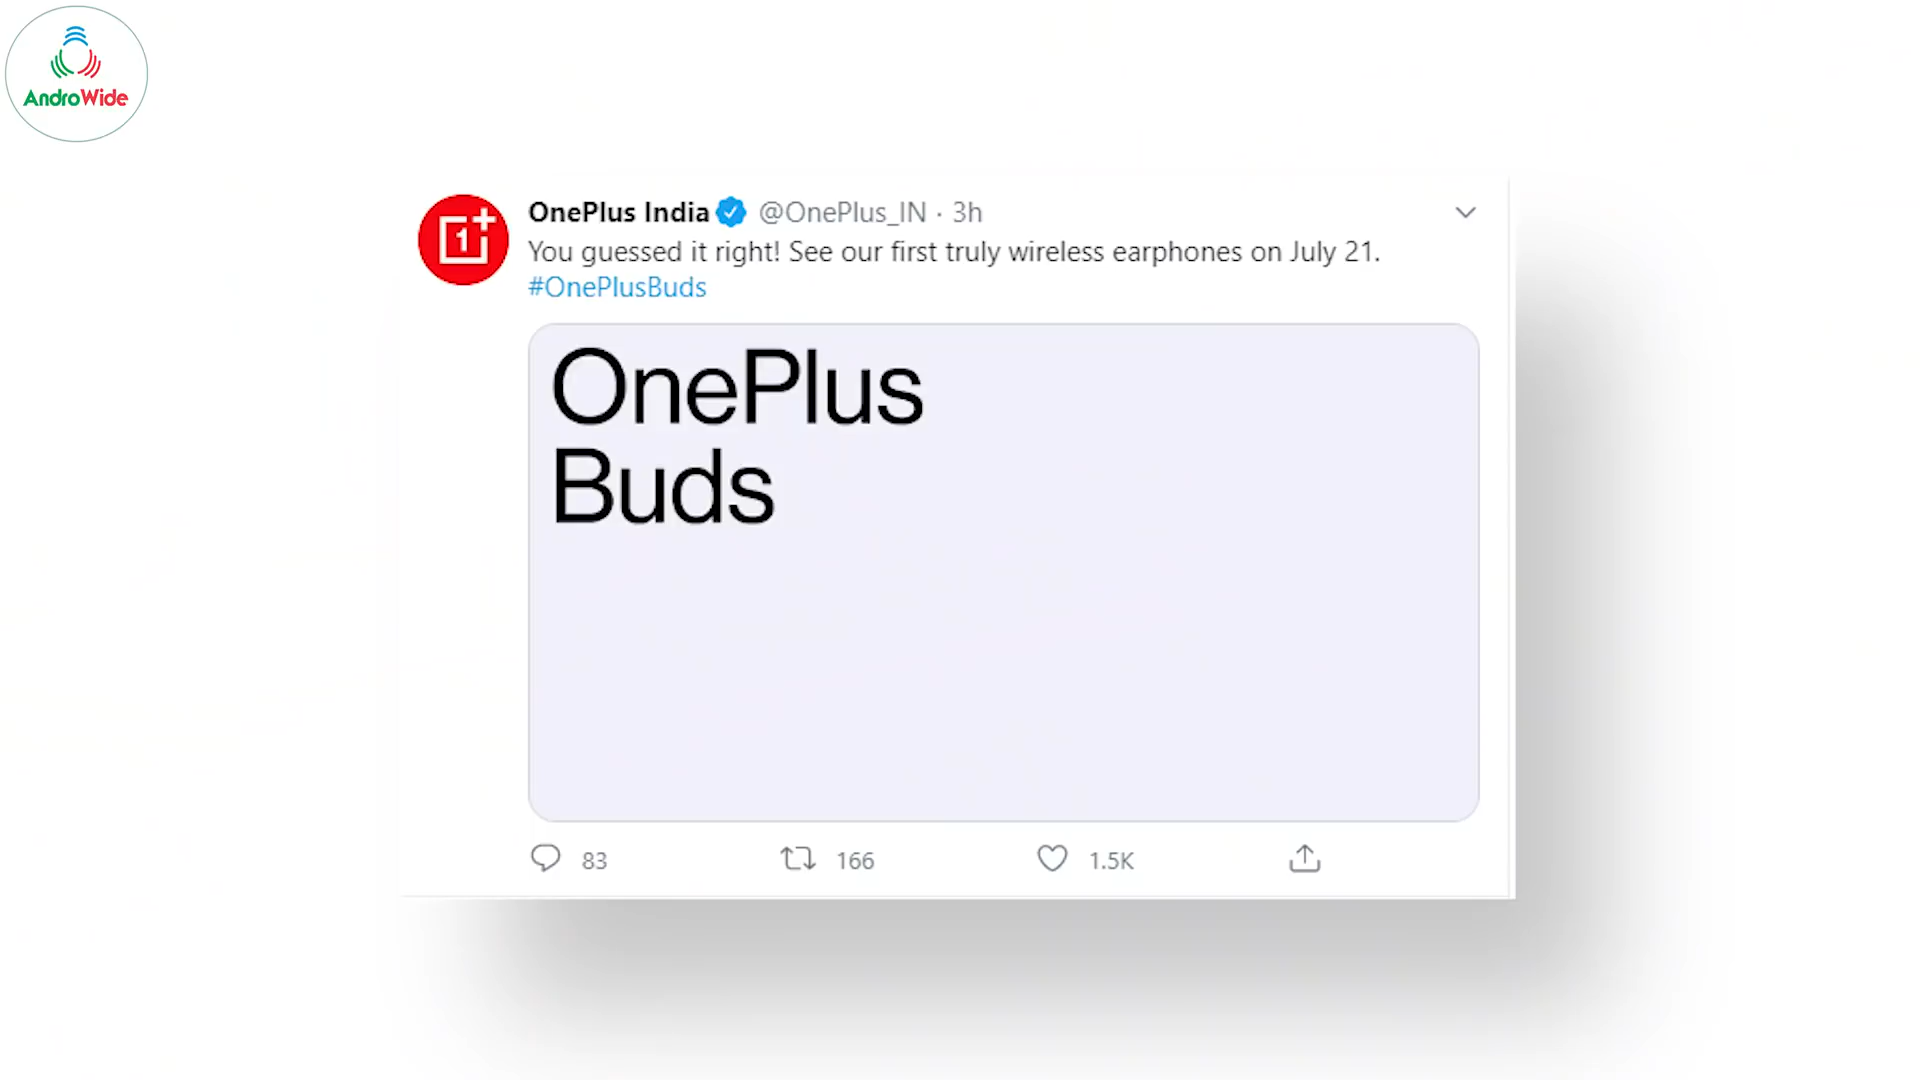 AndroWide
OnePlus India @OnePlus_IN · 3h
You guessed it right! See our first truly wireless earphones on July 21.
#OnePlusBuds
OnePlus
Buds
83 166 1.5K